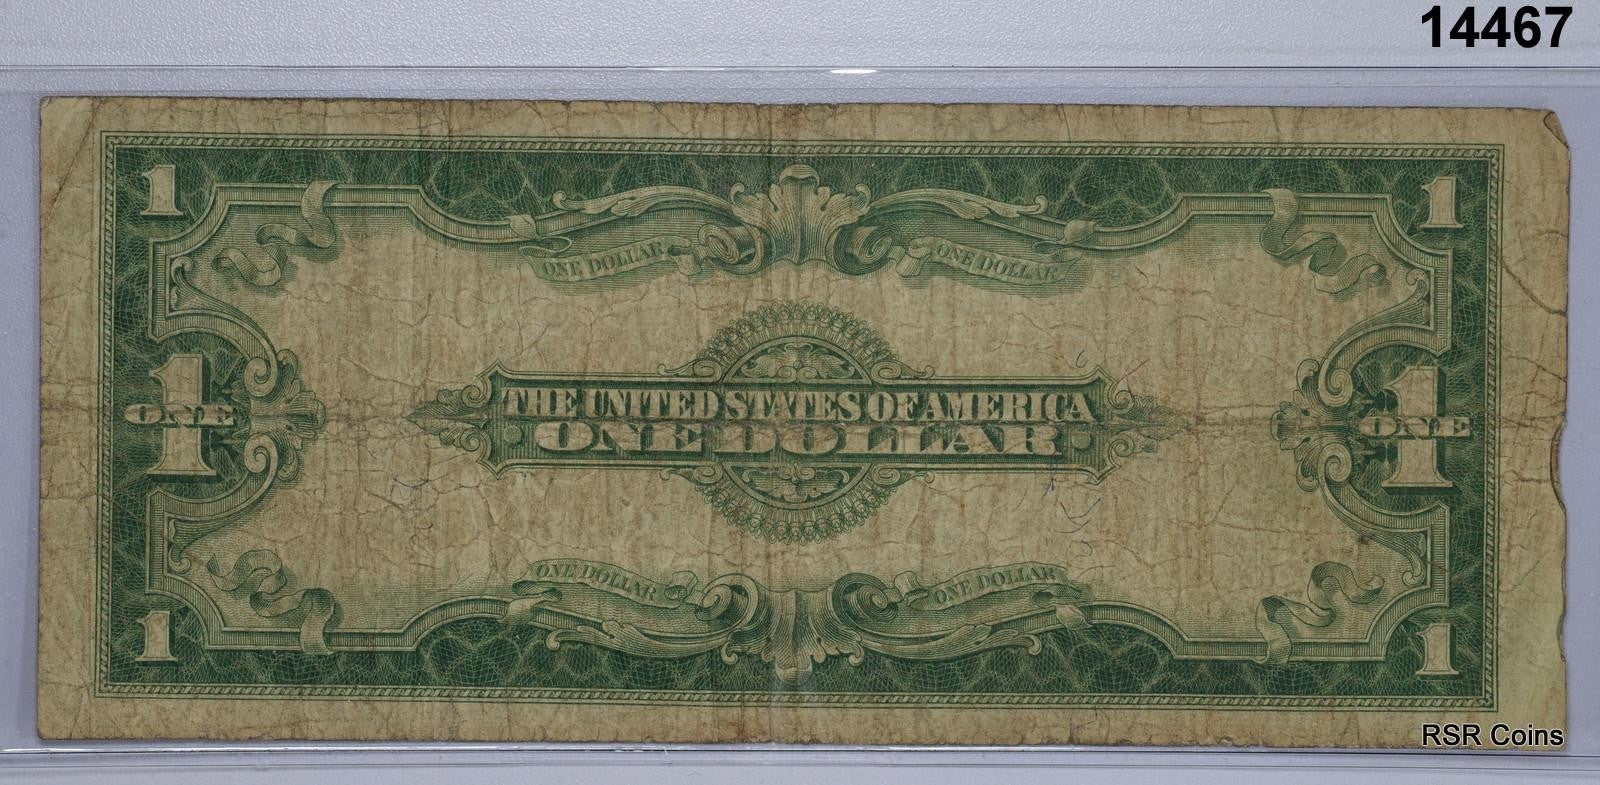 14467
1 1
ONE DOLLAR ONE DOLLAR
THE UNITED STATES OF AMERICA
1 ONE ONE DOLLAR 1 ONE
ONE DOLLAR ONE DOLLAR
1 1
RSR Coins